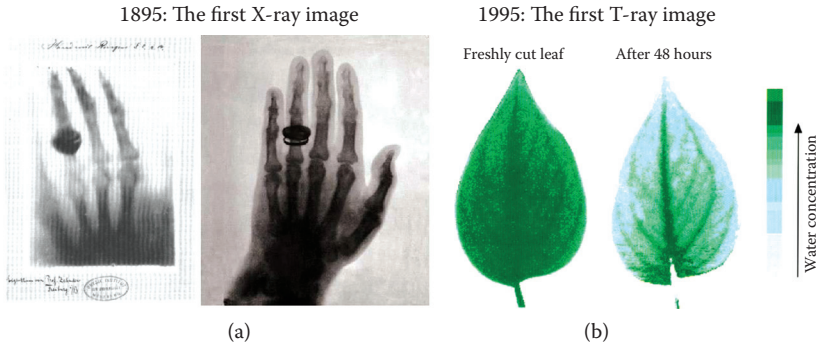 1895: The first X-ray image
1995: The first T-ray image
Freshly cut leaf
After 48 hours
Water concentration
(a)
(b)